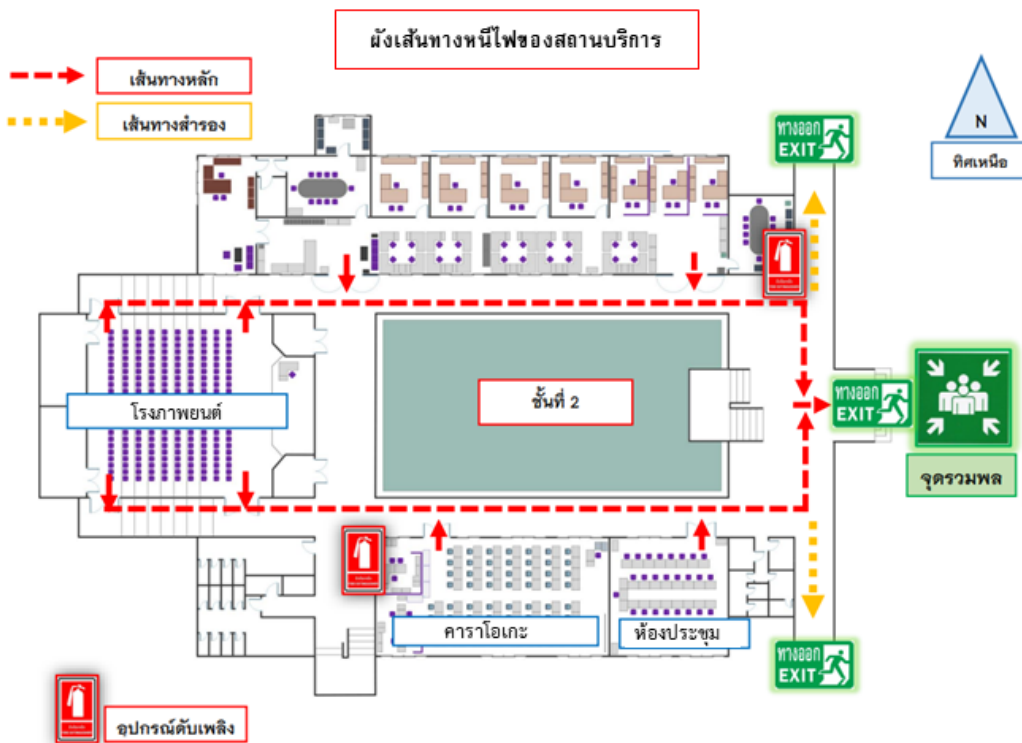 ผังเส้นทางหนีไฟของสถานบริการ
เส้นทางหลัก
เส้นทางสำรอง
N
ทิศเหนือ
ทางออก
EXIT
โรงภาพยนต์
ชั้นที่ 2
ทางออก
EXIT
จุดรวมพล
คาราโอเกะ
ห้องประชุม
ทางออก
EXIT
อุปกรณ์ดับเพลิง